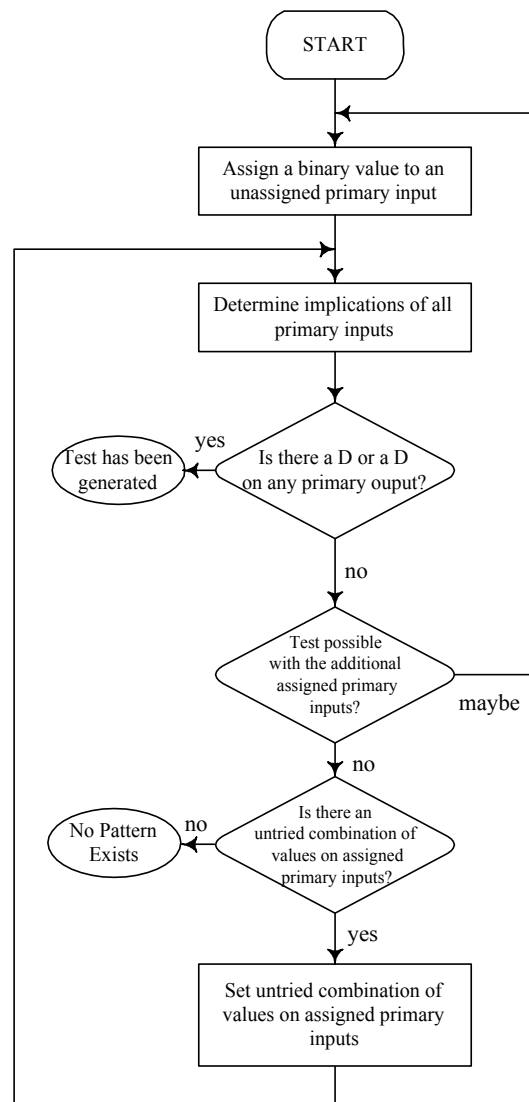 START
Assign a binary value to an
unassigned primary input
Determine implications of all
primary inputs
yes
Test has been
generated
Is there a D or a D
on any primary ouput?
no
Test possible
with the additional
assigned primary
inputs?
maybe
no
Is there an
untried combination of
values on assigned
primary inputs?
no
No Pattern
Exists
yes
Set untried combination of
values on assigned primary
inputs